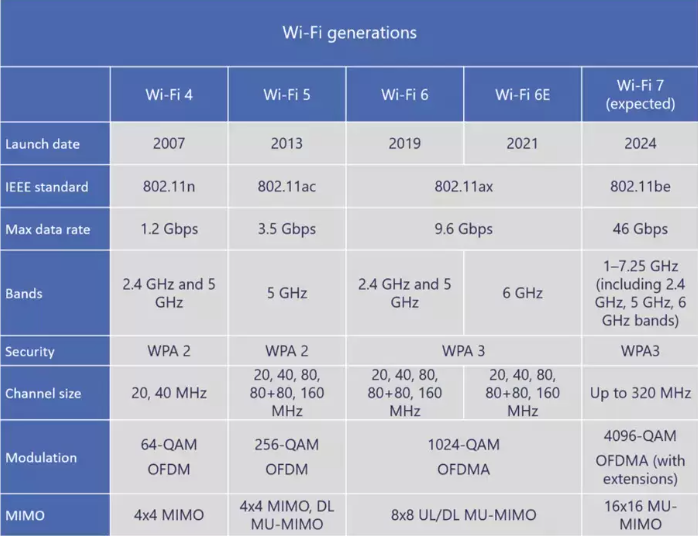 Wi-Fi generations
Wi-Fi 4
Wi-Fi 5
Wi-Fi 6
Wi-Fi 6E
Wi-Fi 7
(expected)
Launch date
2007
2013
2019
2021
2024
IEEE standard
802.11n
802.11ac
802.11ax
802.11be
Max data rate
1.2 Gbps
3.5 Gbps
9.6 Gbps
46 Gbps
Bands
2.4 GHz and 5
GHz
5 GHz
2.4 GHz and 5
GHz
6 GHz
1–7.25 GHz
(including 2.4
GHz, 5 GHz, 6
GHz bands)
Security
WPA 2
WPA 2
WPA 3
WPA3
Channel size
20, 40 MHz
20, 40, 80,
80+80, 160
MHz
20, 40, 80,
80+80, 160
MHz
20, 40, 80,
80+80, 160
MHz
Up to 320 MHz
Modulation
64-QAM
OFDM
256-QAM
OFDM
1024-QAM
OFDMA
4096-QAM
OFDMA (with
extensions)
MIMO
4x4 MIMO
4x4 MIMO, DL
MU-MIMO
8x8 UL/DL MU-MIMO
16x16 MU-
MIMO